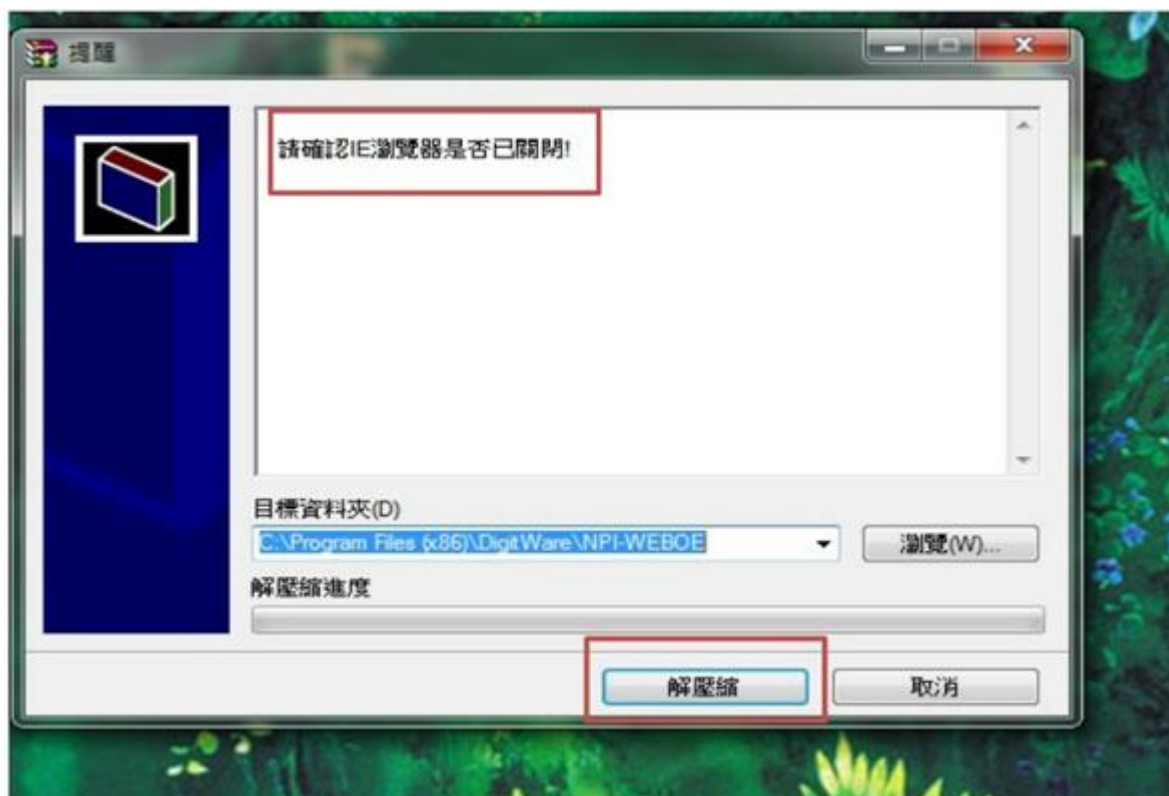 提醒
請確認IE瀏覽器是否已關閉!
目標資料夾(D)
C:\Program Files (x86)\DigitWare\NPI-WEBOE
瀏覽(W)...
解壓縮進度
解壓縮
取消